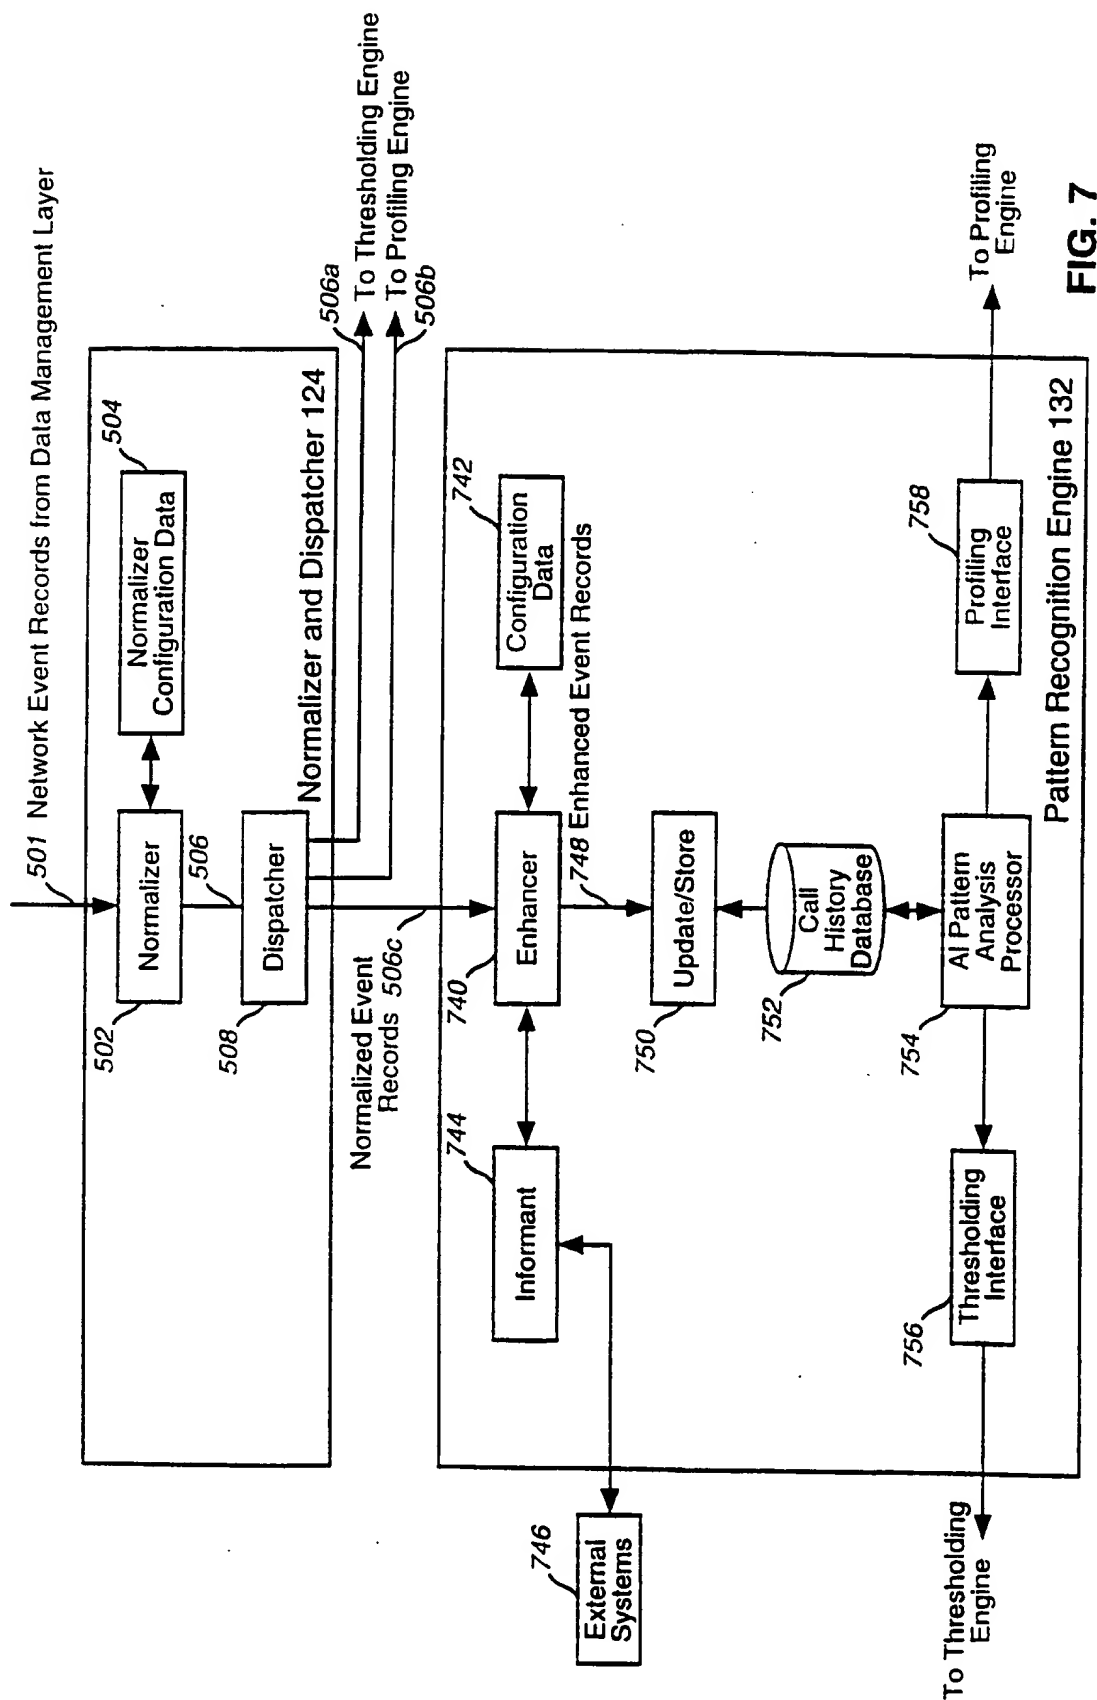 501 Network Event Records from Data Management Layer
504
Normalizer
Configuration Data
Normalizer
502
506
Dispatcher
508
Normalizer and Dispatcher 124
506a
To Thresholding Engine
To Profiling Engine
506b
Normalized Event
Records 506c
742
Configuration
Data
Enhancer
740
744
Informant
748 Enhanced Event Records
746
External
Systems
Update/Store
750
Call
History
Database
752
AI Pattern
Analysis
Processor
754
758
Profiling
Interface
To Profiling
Engine
Thresholding
Interface
756
To Thresholding
Engine
Pattern Recognition Engine 132
FIG. 7